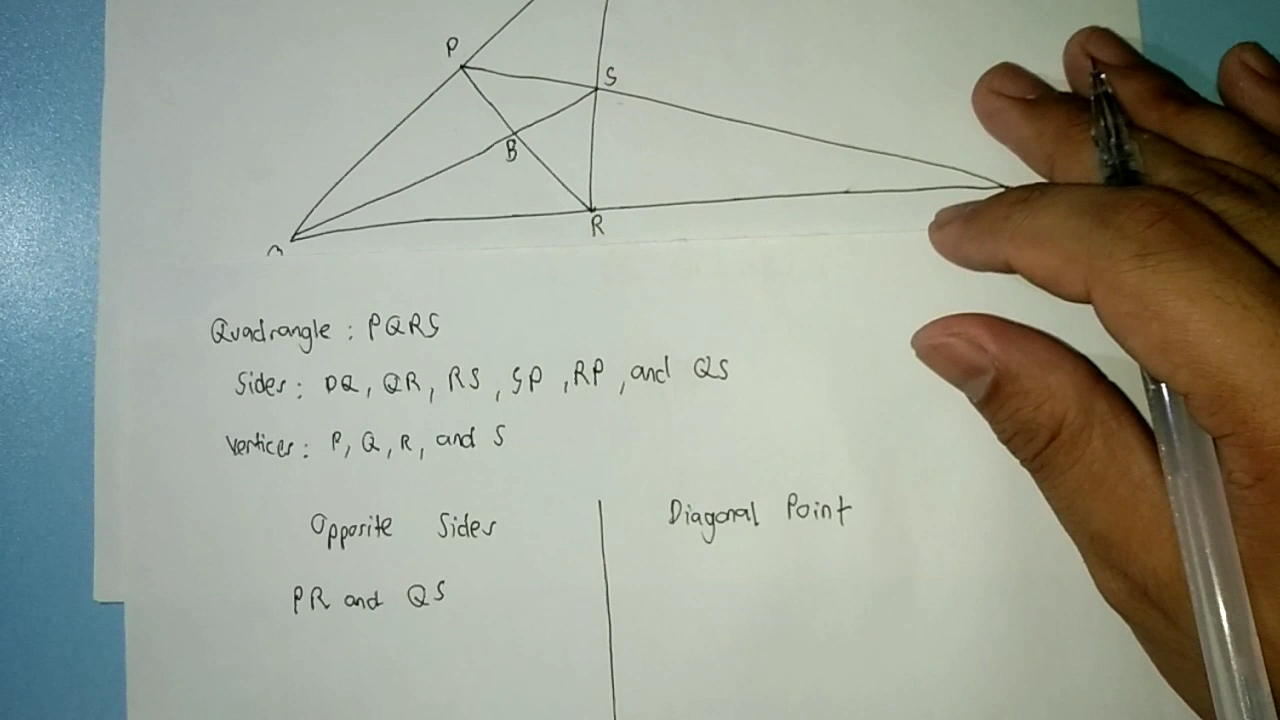 P
S
B
R
Quadrangle : PQRS
Sides : PQ, QR, RS, SP, RP, and QS
Vertices : P, Q, R, and S
Opposite Sides
Diagonal Point
PR and QS